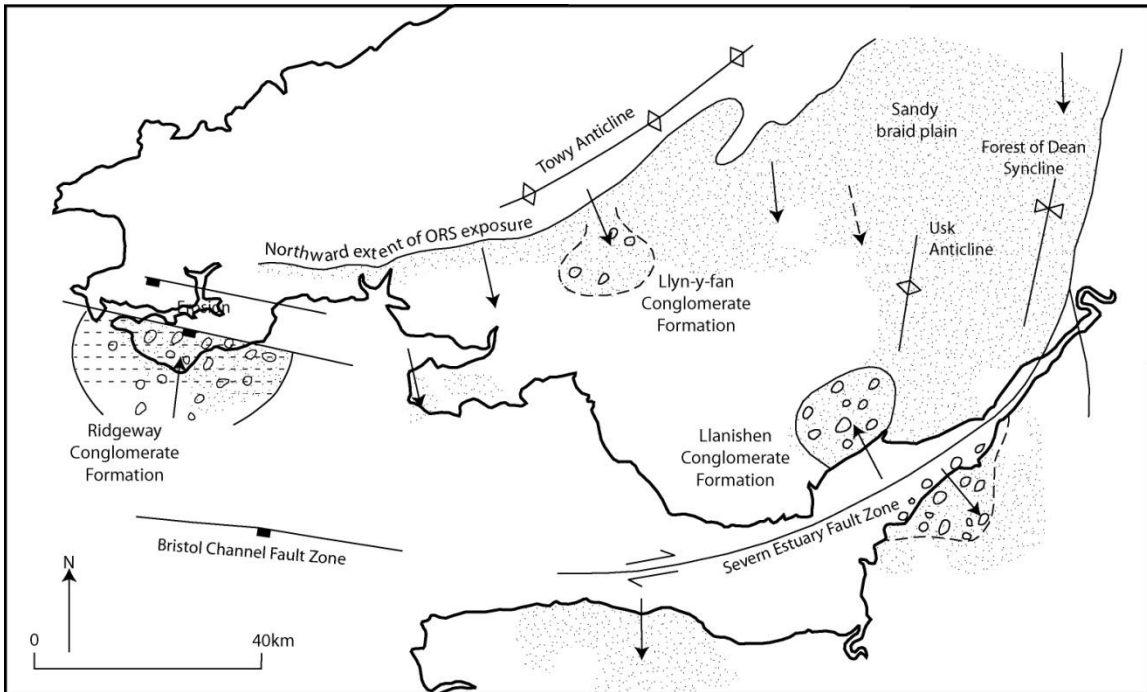 Towy Anticline
Sandy
braid plain
Forest of Dean
Syncline
Usk
Anticline
Northward extent of ORS exposure
Llyn-y-fan
Conglomerate
Formation
Erosion
Ridgeway
Conglomerate
Formation
Llanishen
Conglomerate
Formation
Severn Estuary Fault Zone
Bristol Channel Fault Zone
N
0
40km